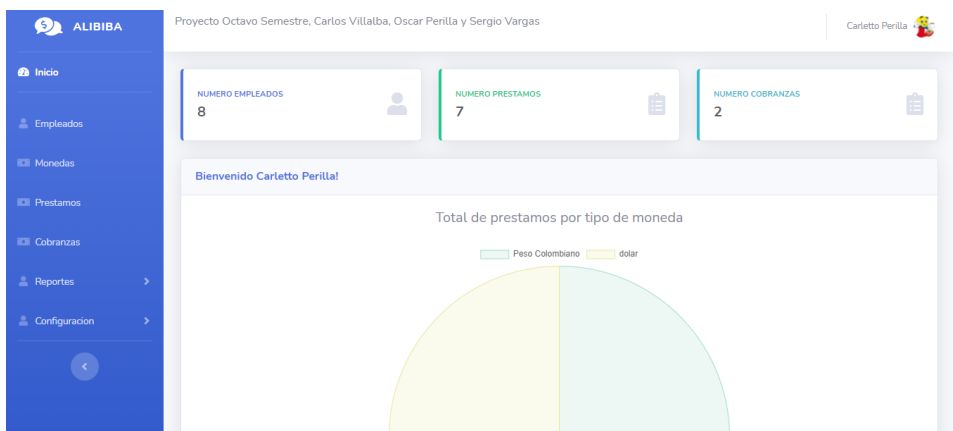 ALIBIBA
Proyecto Octavo Semestre, Carlos Villalba, Oscar Perilla y Sergio Vargas
Carletto Perilla
Inicio
Empleados
Monedas
Prestamos
Cobranzas
Reportes
Configuracion
NUMERO EMPLEADOS
8
NUMERO PRESTAMOS
7
NUMERO COBRANZAS
2
Bienvenido Carletto Perilla!
Total de prestamos por tipo de moneda
Peso Colombiano dolar